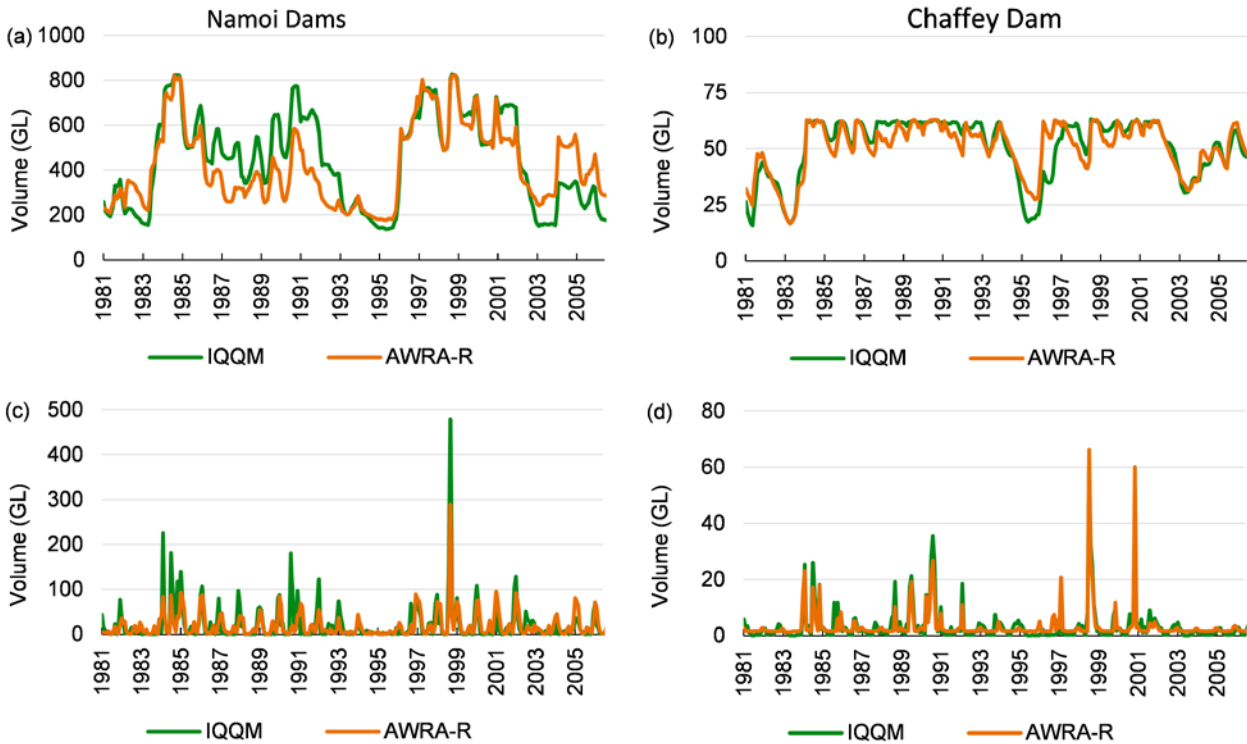 Namoi Dams
(a)
1000
800
600
400
200
0
Volume (GL)
1981 1983 1985 1987 1989 1991 1993 1995 1997 1999 2001 2003 2005
IQQM AWRA-R
Chaffey Dam
(b)
100
75
50
25
0
Volume (GL)
1981 1983 1985 1987 1989 1991 1993 1995 1997 1999 2001 2003 2005
IQQM AWRA-R
(c)
500
400
300
200
100
0
Volume (GL)
1981 1983 1985 1987 1989 1991 1993 1995 1997 1999 2001 2003 2005
IQQM AWRA-R
(d)
80
60
40
20
0
Volume (GL)
1981 1983 1985 1987 1989 1991 1993 1995 1997 1999 2001 2003 2005
IQQM AWRA-R